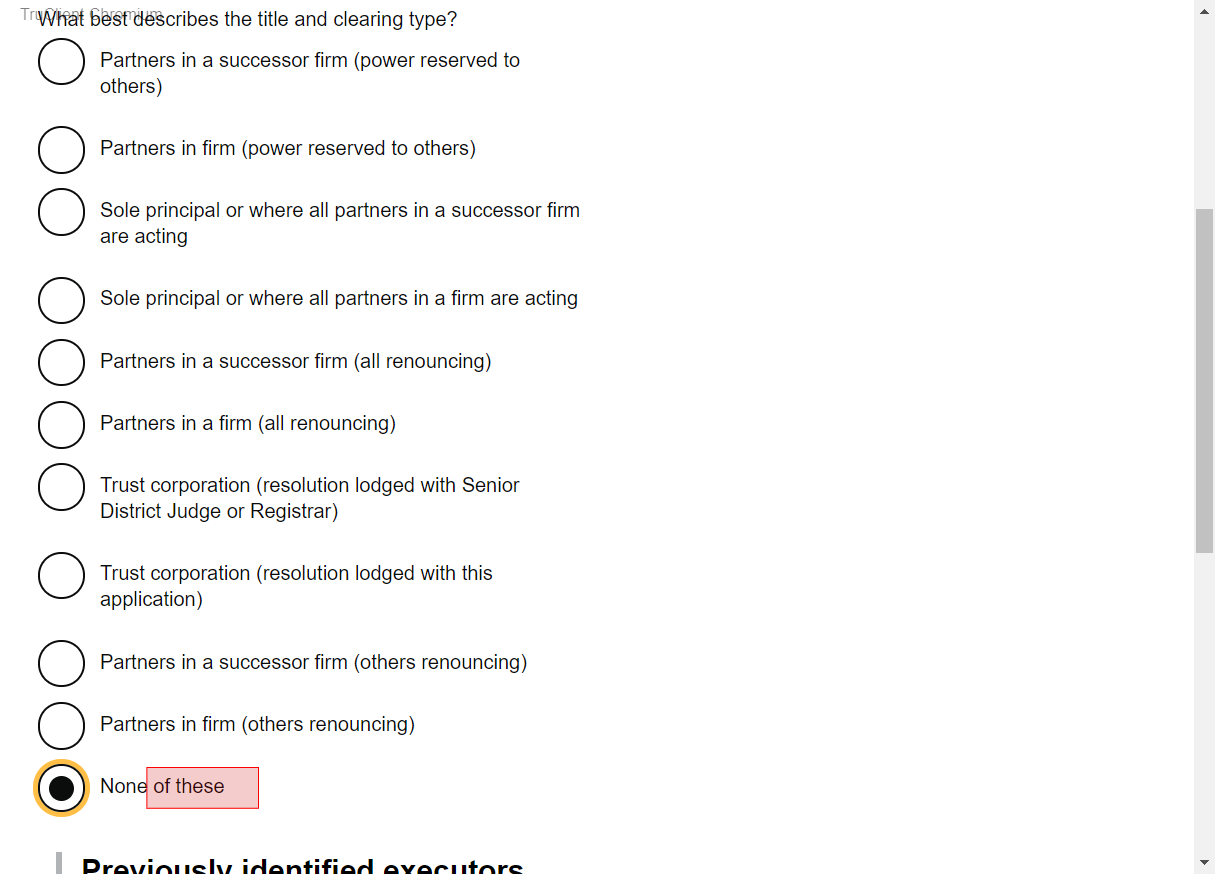 TruClient Chromium
What best describes the title and clearing type?
Partners in a successor firm (power reserved to
others)
Partners in firm (power reserved to others)
Sole principal or where all partners in a successor firm
are acting
Sole principal or where all partners in a firm are acting
Partners in a successor firm (all renouncing)
Partners in a firm (all renouncing)
Trust corporation (resolution lodged with Senior
District Judge or Registrar)
Trust corporation (resolution lodged with this
application)
Partners in a successor firm (others renouncing)
Partners in firm (others renouncing)
None of these
Previously identified executors